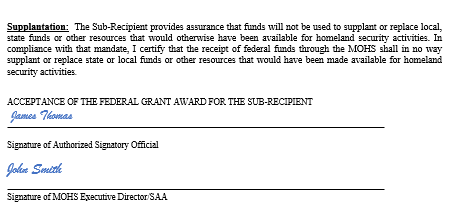 Supplantation: The Sub-Recipient provides assurance that funds will not be used to supplant or replace local,
state funds or other resources that would otherwise have been available for homeland security activities. In
compliance with that mandate, I certify that the receipt of federal funds through the MOHS shall in no way
supplant or replace state or local funds or other resources that would have been made available for homeland
security activities.
ACCEPTANCE OF THE FEDERAL GRANT AWARD FOR THE SUB-RECIPIENT
James Thomas
Signature of Authorized Signatory Official
John Smith
Signature of MOHS Executive Director/SAA